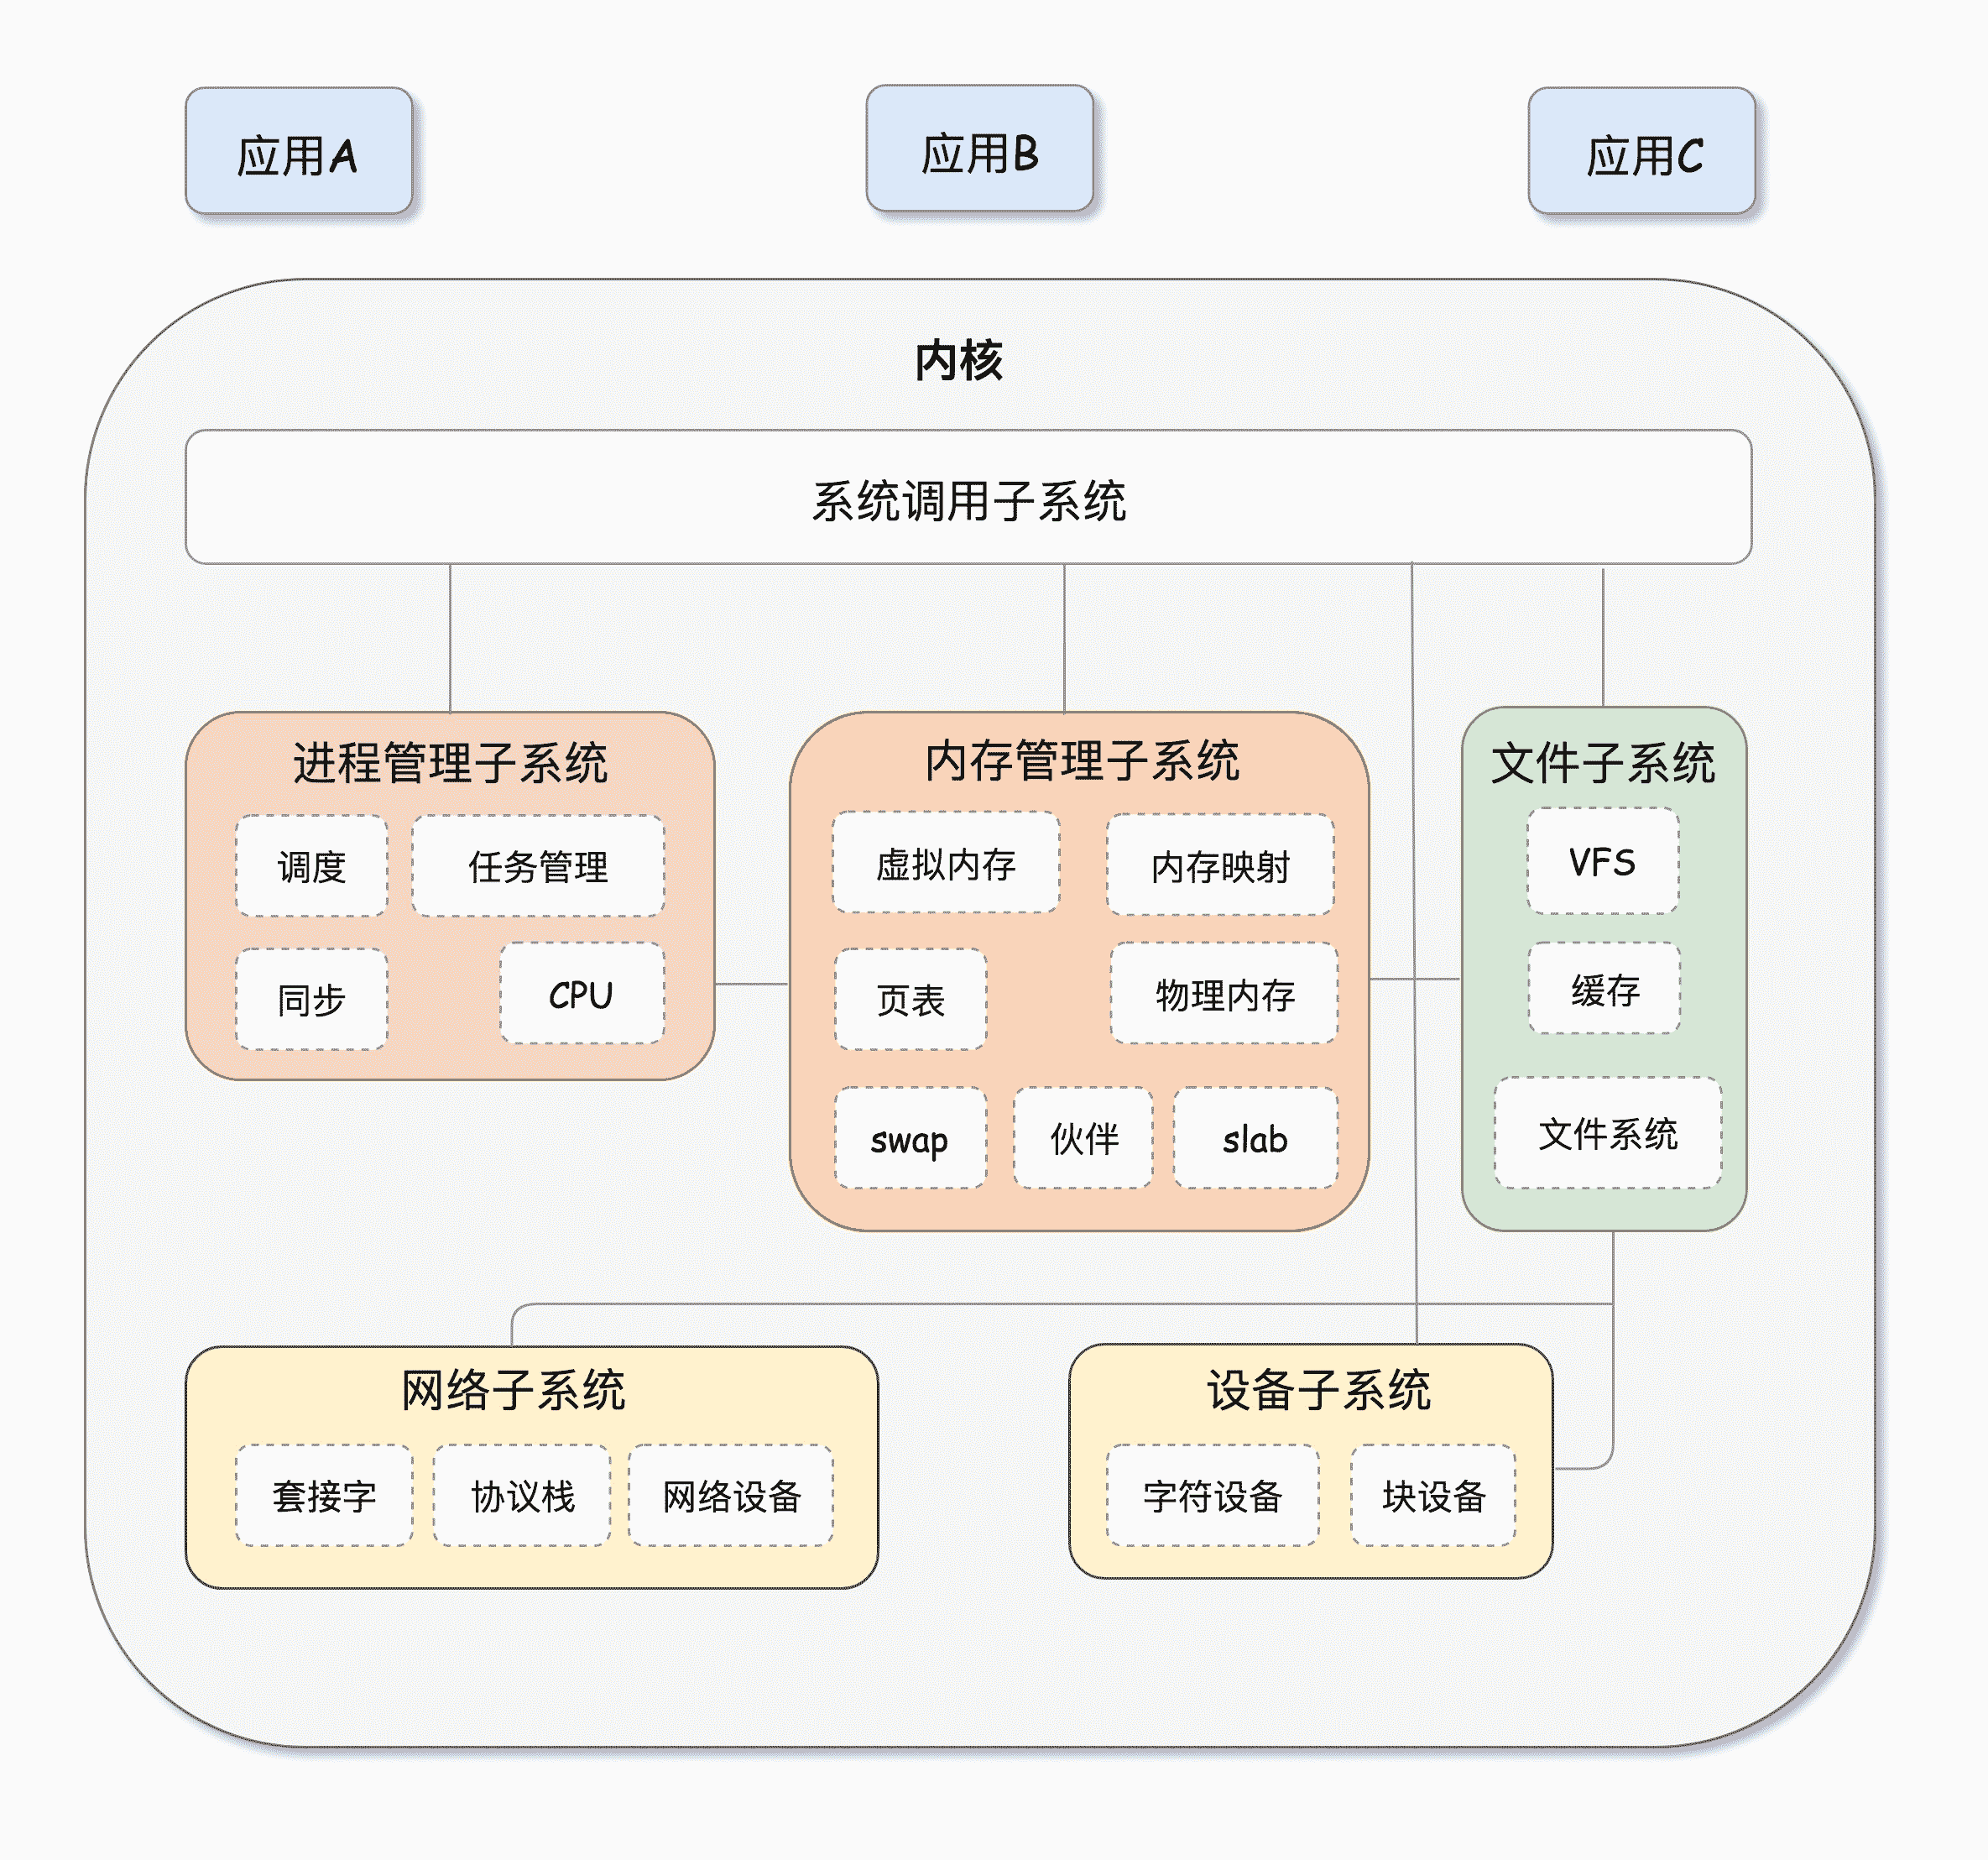 应用A
应用B
应用C
内核
系统调用子系统
进程管理子系统
调度
任务管理
同步
CPU
内存管理子系统
虚拟内存
内存映射
页表
物理内存
swap
伙伴
slab
文件子系统
VFS
缓存
文件系统
网络子系统
套接字
协议栈
网络设备
设备子系统
字符设备
块设备